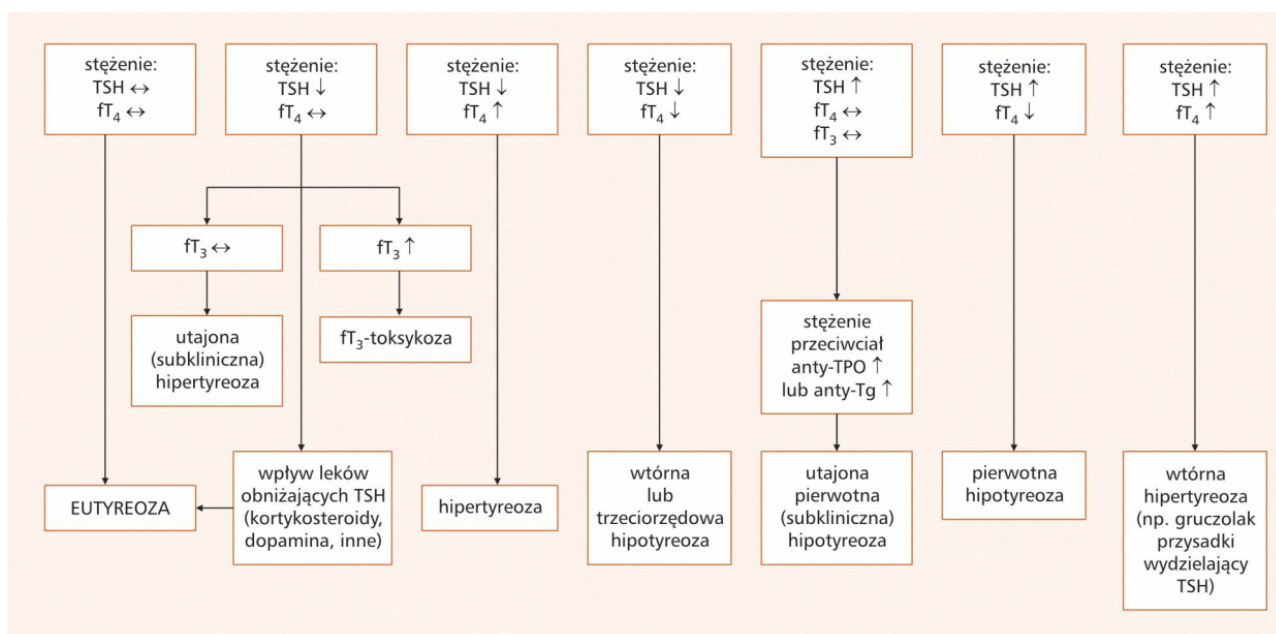 stężenie:
TSH ↔
fT₄ ↔
stężenie:
TSH ↓
fT₄ ↔
stężenie:
TSH ↓
fT₄ ↑
stężenie:
TSH ↓
fT₄ ↓
stężenie:
TSH ↑
fT₄ ↔
fT₃ ↔
stężenie:
TSH ↑
fT₄ ↓
stężenie:
TSH ↑
fT₄ ↑
fT₃ ↔
fT₃ ↑
utajona
(subkliniczna)
hipertyreoza
fT₃-toksykoza
stężenie
przeciwciał
anty-TPO ↑
lub anty-Tg ↑
EUTYREOZA
wpływ leków
obniżających TSH
(kortykosteroidy,
dopamina, inne)
hipertyreoza
wtórna
lub
trzeciorzędowa
hipotyreoza
utajona
pierwotna
(subkliniczna)
hipotyreoza
pierwotna
hipotyreoza
wtórna
hipertyreoza
(np. gruczolak
przysadki
wydzielający
TSH)